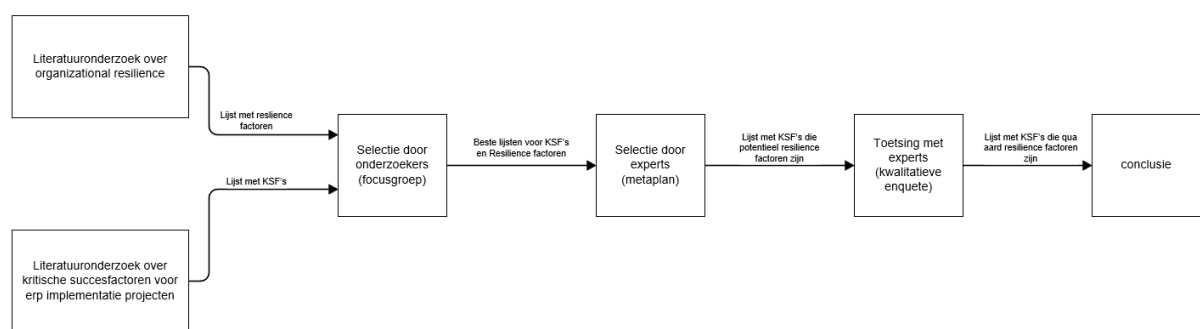 Literatuuronderzoek over
organizational resilience
Lijst met reslience
factoren
Lijst met KSF's
Literatuuronderzoek over
kritische succesfactoren voor
erp implementatie projecten
Selectie door
onderzoekers
(focusgroep)
Beste lijsten voor KSF's
en Resilience factoren
Selectie door
experts
(metaplan)
Lijst met KSF's die
potentieel resilience
factoren zijn
Toetsing met
experts
(kwalitatieve
enquete)
Lijst met KSF's die qua
aard resilience factoren
zijn
conclusie